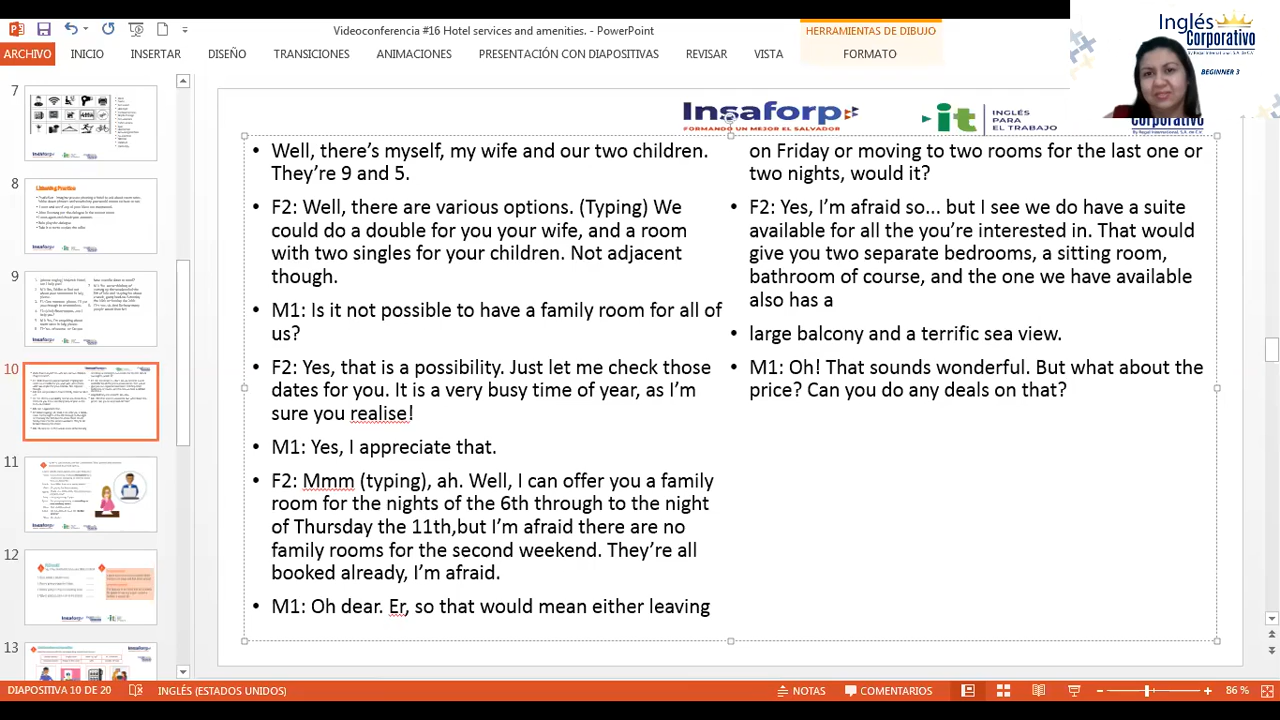 Videoconferencia #16 Hotel services and amenities. - PowerPoint
HERRAMIENTAS DE DIBUJO
ARCHIVO INICIO INSERTAR DISEÑO TRANSICIONES ANIMACIONES PRESENTACIÓN CON DIAPOSITIVAS REVISAR VISTA FORMATO
Inglés
Corporativo
BEGINNER 3
7
8
9
10
11
12
13
Insaforp
FORMANDO UN MEJOR EL SALVADOR
it
INGLÉS
PARA
EL TRABAJO
Corporativo
• Well, there's myself, my wife and our two children.
They're 9 and 5.
• F2: Well, there are various options. (Typing) We
could do a double for you your wife, and a room
with two singles for your children. Not adjacent
though.
• M1: is it not possible to have a family room for all of
us?
• F2: Yes, that is a possibility. Just let me check those
dates for you. It is a very busy time of year, as I'm
sure you realise!
• M1: Yes, I appreciate that.
• F2: Mmm (typing), ah. Well, I can offer you a family
room for the nights of the 6th through to the night
of Thursday the 11th,but I'm afraid there are no
family rooms for the second weekend. They're all
booked already, I'm afraid.
• M1: Oh dear. Er, so that would mean either leaving
on Friday or moving to two rooms for the last one or
two nights, would it?
• F2: Yes, I'm afraid so... but I see we do have a suite
available for all the you're interested in. That would
give you two separate bedrooms, a sitting room,
bathroom of course, and the one we have available
also has a
• large balcony and a terrific sea view.
• M1: Oh! That sounds wonderful. But what about the
price? Can you do any deals on that?
DIAPOSITIVA 10 DE 20 INGLÉS (ESTADOS UNIDOS) NOTAS COMENTARIOS 86 %